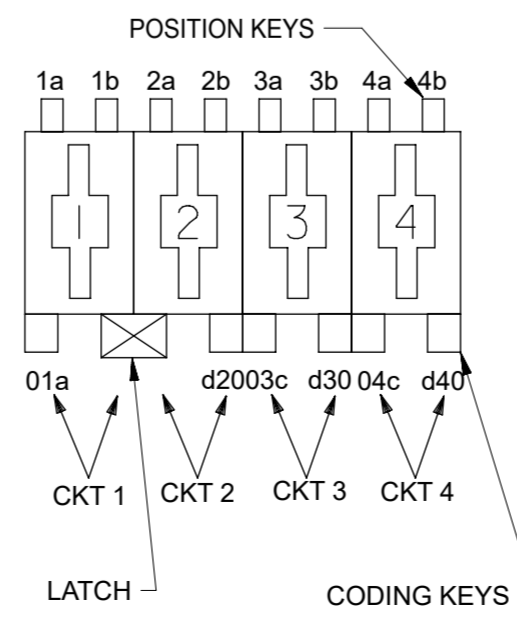 POSITION KEYS
1a 1b 2a 2b 3a 3b 4a 4b
1 2 3 4
01a d2003c d30 04c d40
CKT 1 CKT 2 CKT 3 CKT 4
LATCH
CODING KEYS